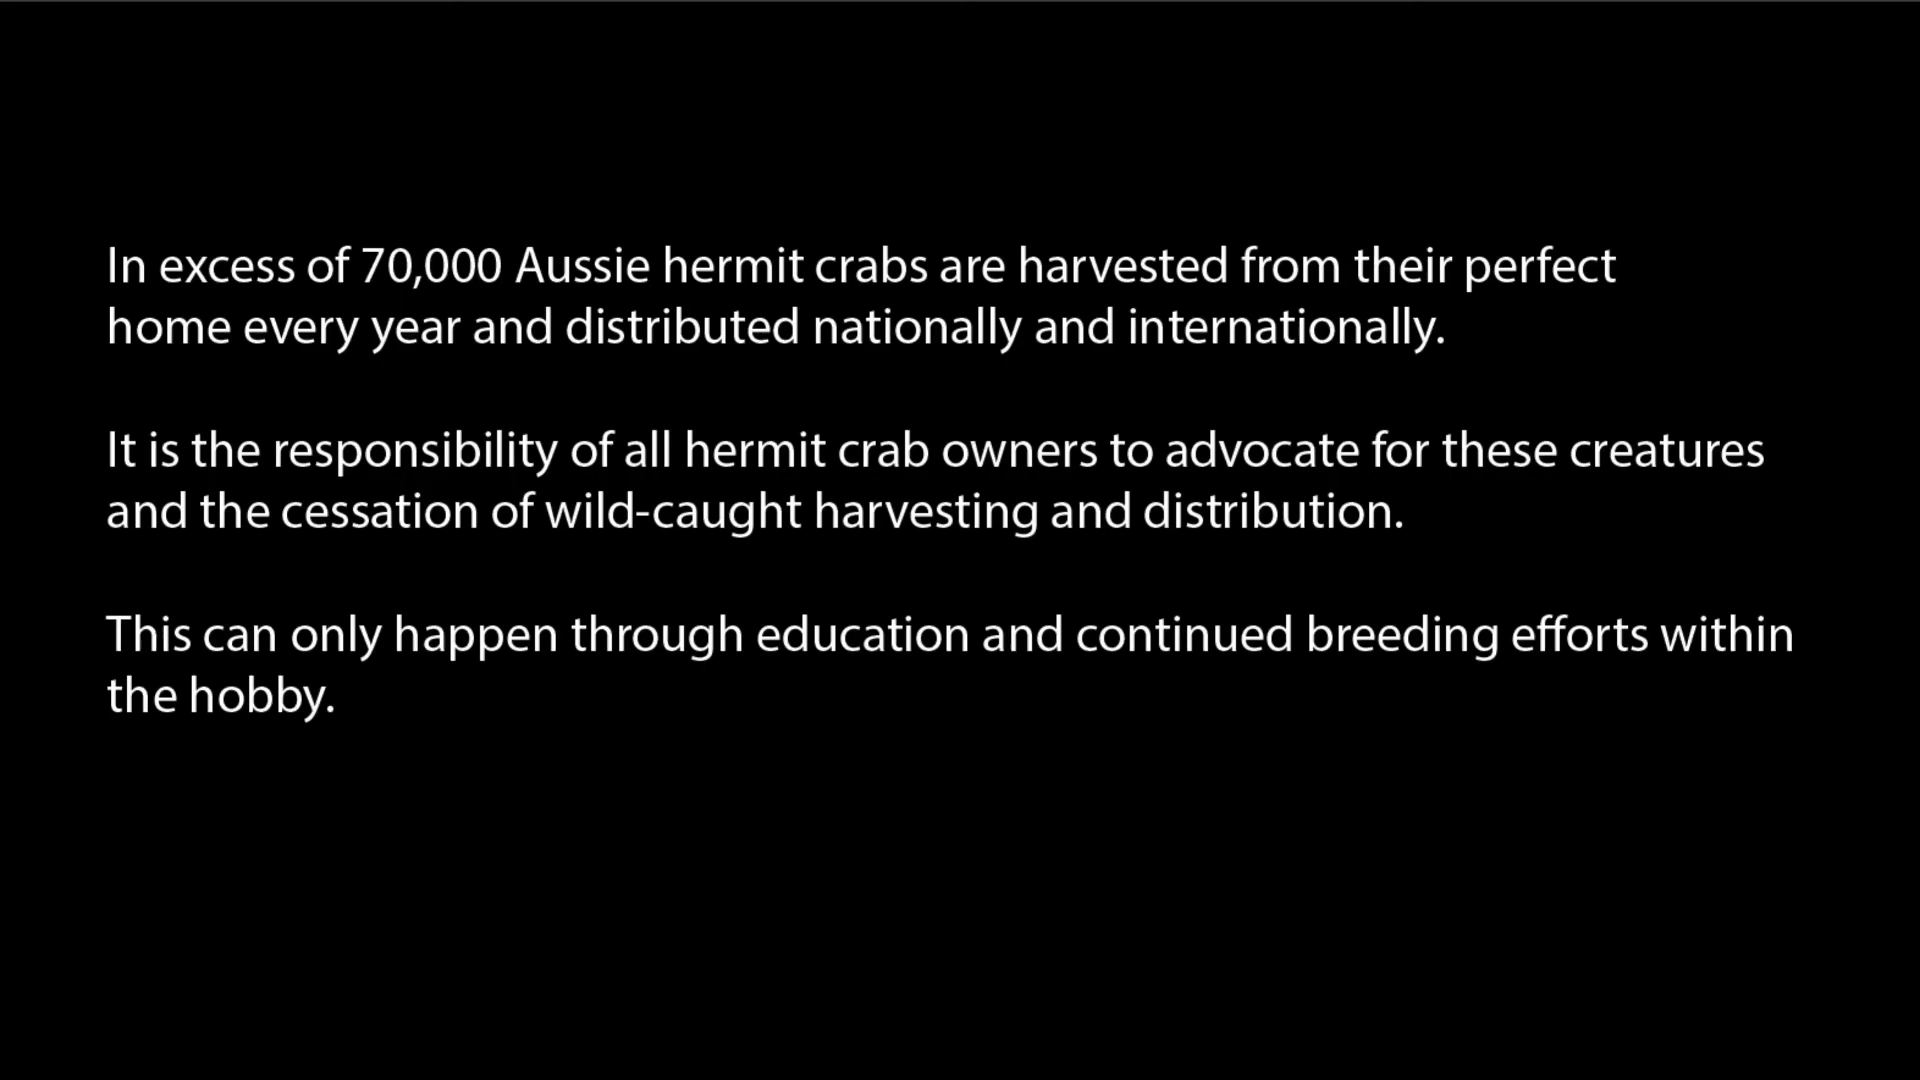 In excess of 70,000 Aussie hermit crabs are harvested from their perfect
home every year and distributed nationally and internationally.
It is the responsibility of all hermit crab owners to advocate for these creatures
and the cessation of wild-caught harvesting and distribution.
This can only happen through education and continued breeding efforts within
the hobby.